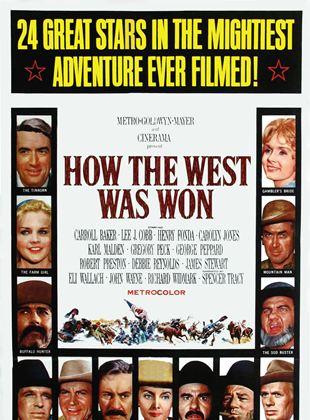 24 GREAT STARS IN THE MIGHTIEST
ADVENTURE EVER FILMED!
METRO-GOLDWYN-MAYER
and
CINERAMA
present
HOW THE WEST
WAS WON
STARRING
CARROLL BAKER • LEE J. COBB • HENRY FONDA • CAROLYN JONES
KARL MALDEN • GREGORY PECK • GEORGE PEPPARD
ROBERT PRESTON • DEBBIE REYNOLDS • JAMES STEWART
ELI WALLACH • JOHN WAYNE • RICHARD WIDMARK • SPENCER TRACY
METROCOLOR
THE TINHORN
GAMBLER'S BRIDE
THE FARM GIRL
MOUNTAIN MAN
BUFFALO HUNTER
THE SOD BUSTER